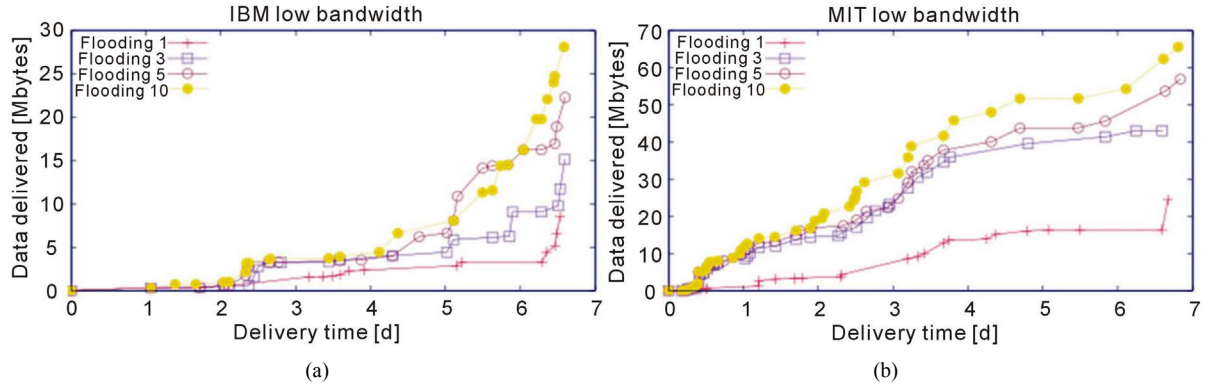 IBM low bandwidth
30
25
20
15
10
5
0
Data delivered [Mbytes]
Flooding 1
Flooding 3
Flooding 5
Flooding 10
0 1 2 3 4 5 6 7
Delivery time [d]
(a)
MIT low bandwidth
70
60
50
40
30
20
10
0
Data delivered [Mbytes]
Flooding 1
Flooding 3
Flooding 5
Flooding 10
0 1 2 3 4 5 6 7
Delivery time [d]
(b)